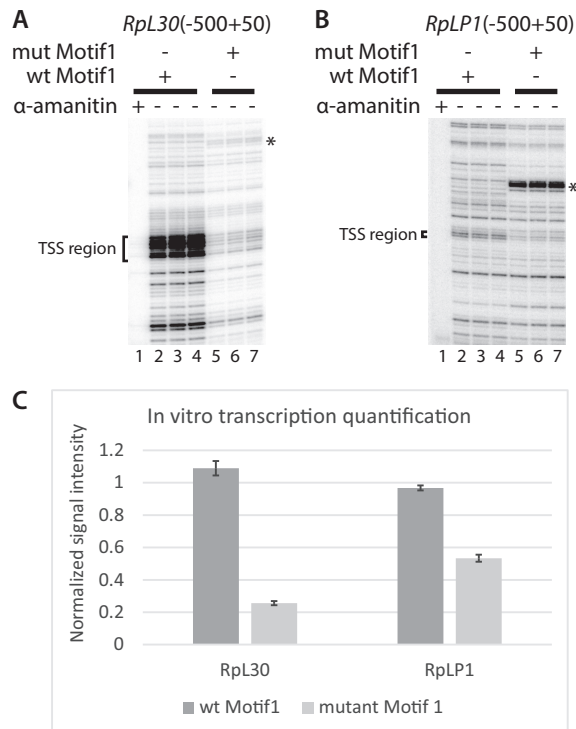 A RpL30(-500+50)
mut Motif1 - +
wt Motif1 + -
α-amanitin + - - - - - -
*
TSS region
1 2 3 4 5 6 7
B RpLP1(-500+50)
mut Motif1 - +
wt Motif1 + -
α-amanitin + - - - - - -
*
TSS region
1 2 3 4 5 6 7
C
In vitro transcription quantification
Normalized signal intensity
1.2
1
0.8
0.6
0.4
0.2
0
RpL30 RpLP1
wt Motif1 mutant Motif 1